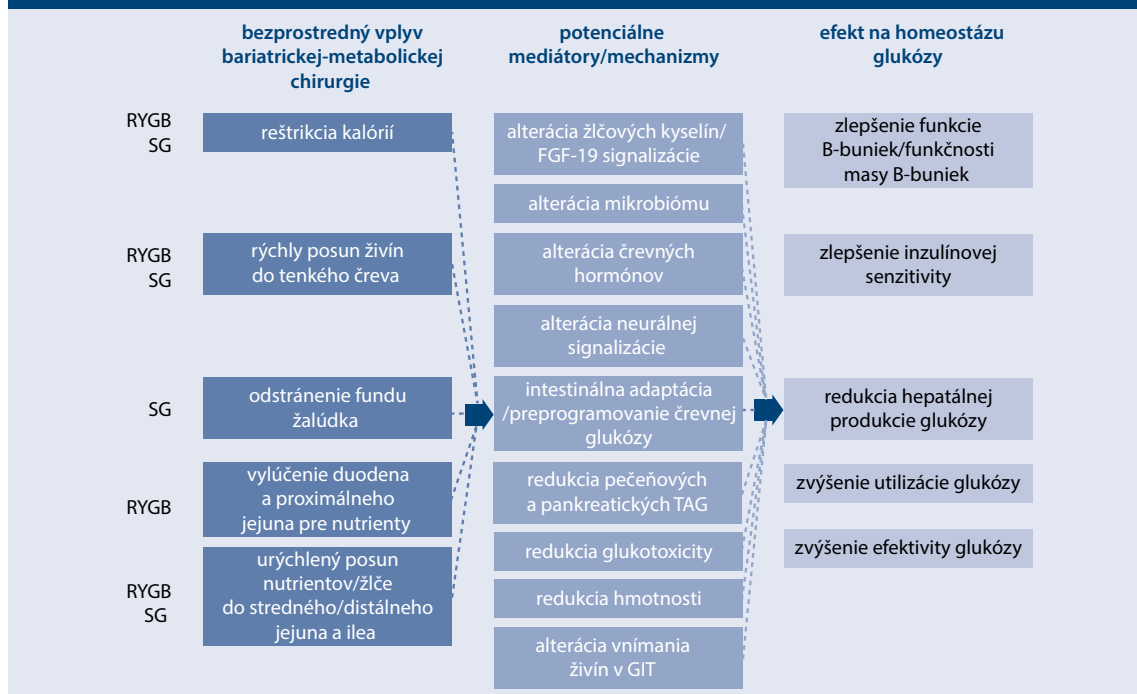 bezprostredný vplyv
bariatrickej-metabolickej
chirurgie
potenciálne
mediátory/mechanizmy
efekt na homeostázu
glukózy
RYGB
SG
reštrikcia kalórií
RYGB
SG
rýchly posun živín
do tenkého čreva
SG
odstránenie fundu
žalúdka
RYGB
vylúčenie duodena
a proximálneho
jejuna pre nutrienty
RYGB
SG
urýchlený posun
nutrientov/žlče
do stredného/distálneho
jejuna a ilea
alterácia žlčových kyselín/
FGF-19 signalizácie
alterácia mikrobiómu
alterácia črevných
hormónov
alterácia neurálnej
signalizácie
intestinálna adaptácia
/preprogramovanie črevnej
glukózy
redukcia pečeňových
a pankreatických TAG
redukcia glukotoxicity
redukcia hmotnosti
alterácia vnímania
živín v GIT
zlepšenie funkcie
B-buniek/funkčnosti
masy B-buniek
zlepšenie inzulínovej
senzitivity
redukcia hepatálnej
produkcie glukózy
zvýšenie utilizácie glukózy
zvýšenie efektivity glukózy